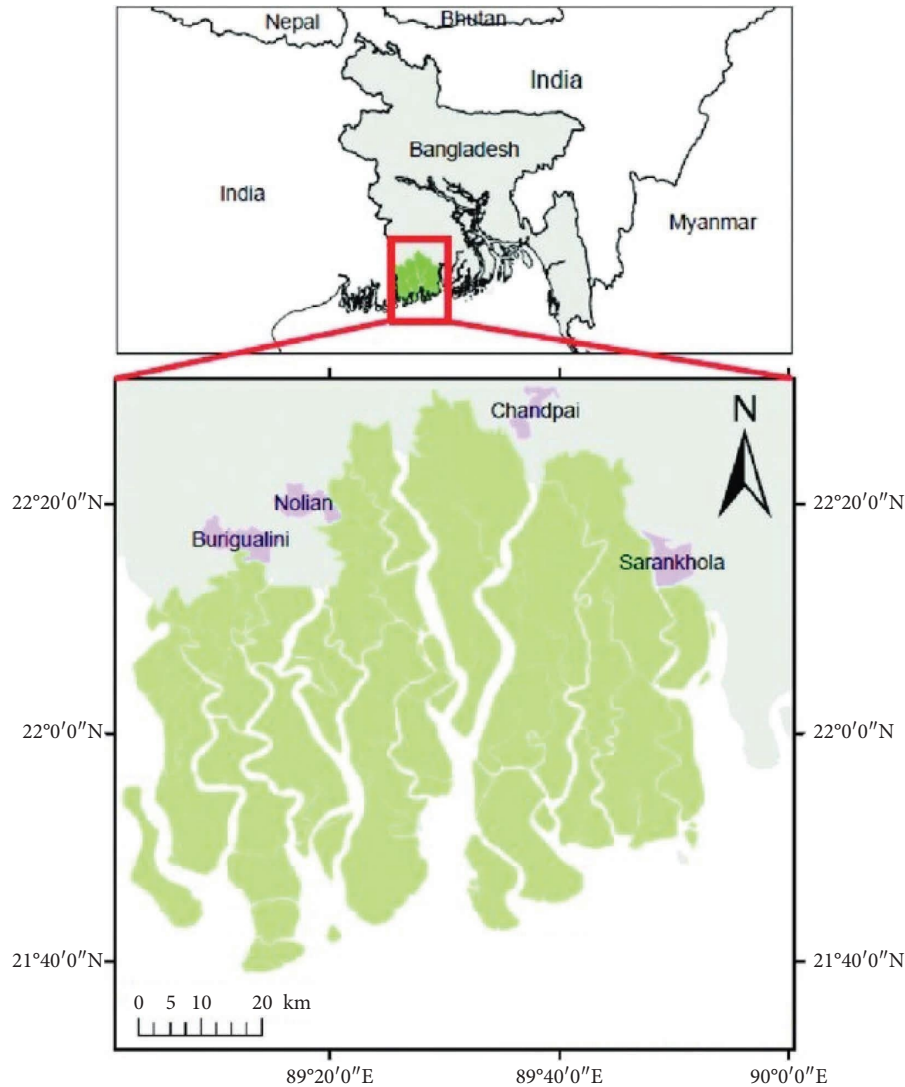 Nepal
Bhutan
India
Bangladesh
India
Myanmar
Chandpai
N
22°20′0″N
Nolian
22°20′0″N
Burigualini
Sarankhola
22°0′0″N
22°0′0″N
21°40′0″N
21°40′0″N
0 5 10 20 km
89°20′0″E
89°40′0″E
90°0′0″E